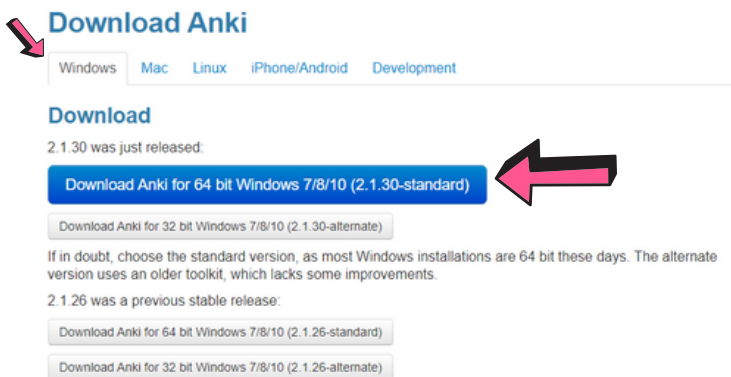 Download Anki
Windows Mac Linux iPhone/Android Development
Download
2.1.30 was just released:
Download Anki for 64 bit Windows 7/8/10 (2.1.30-standard)
Download Anki for 32 bit Windows 7/8/10 (2.1.30-alternate)
If in doubt, choose the standard version, as most Windows installations are 64 bit these days. The alternate
version uses an older toolkit, which lacks some improvements.
2.1.26 was a previous stable release:
Download Anki for 64 bit Windows 7/8/10 (2.1.26-standard)
Download Anki for 32 bit Windows 7/8/10 (2.1.26-alternate)